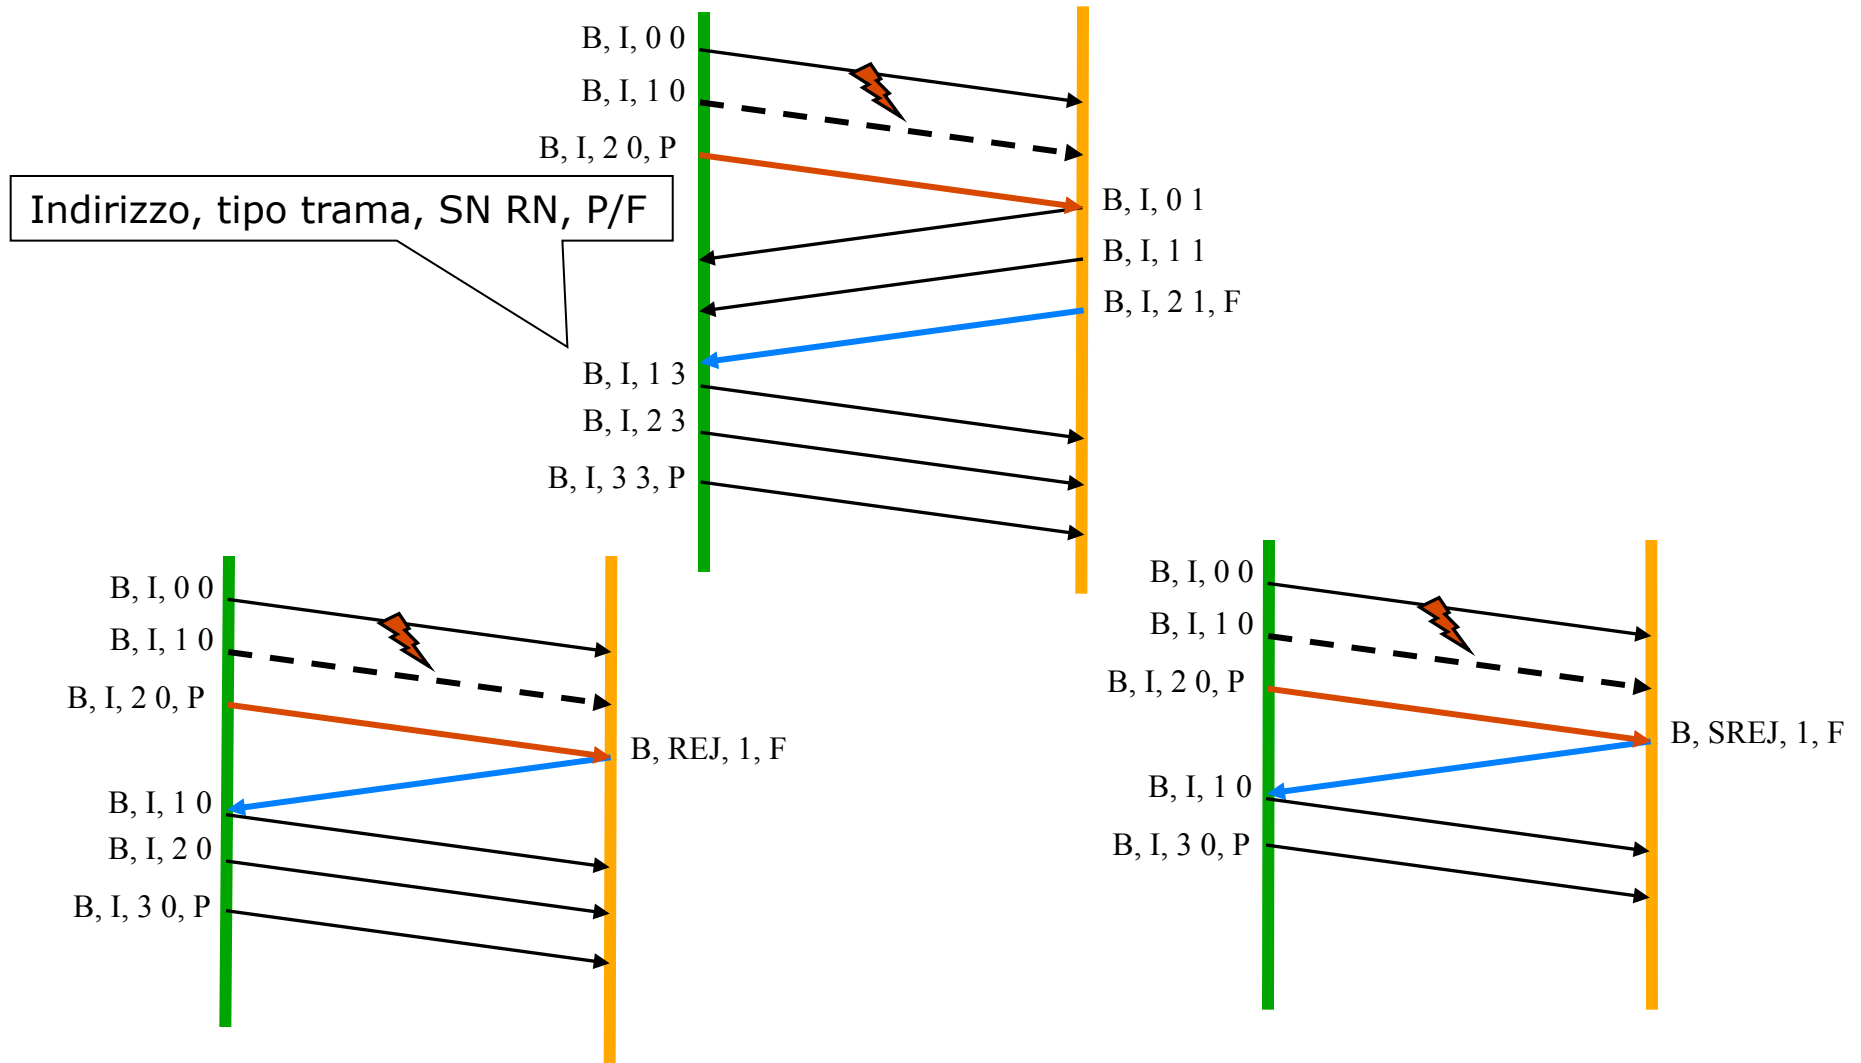 B, I, 0 0
B, I, 1 0
B, I, 2 0, P
Indirizzo, tipo trama, SN RN, P/F
B, I, 0 1
B, I, 1 1
B, I, 2 1, F
B, I, 1 3
B, I, 2 3
B, I, 3 3, P
B, I, 0 0
B, I, 1 0
B, I, 2 0, P
B, REJ, 1, F
B, I, 1 0
B, I, 2 0
B, I, 3 0, P
B, I, 0 0
B, I, 1 0
B, I, 2 0, P
B, SREJ, 1, F
B, I, 1 0
B, I, 3 0, P